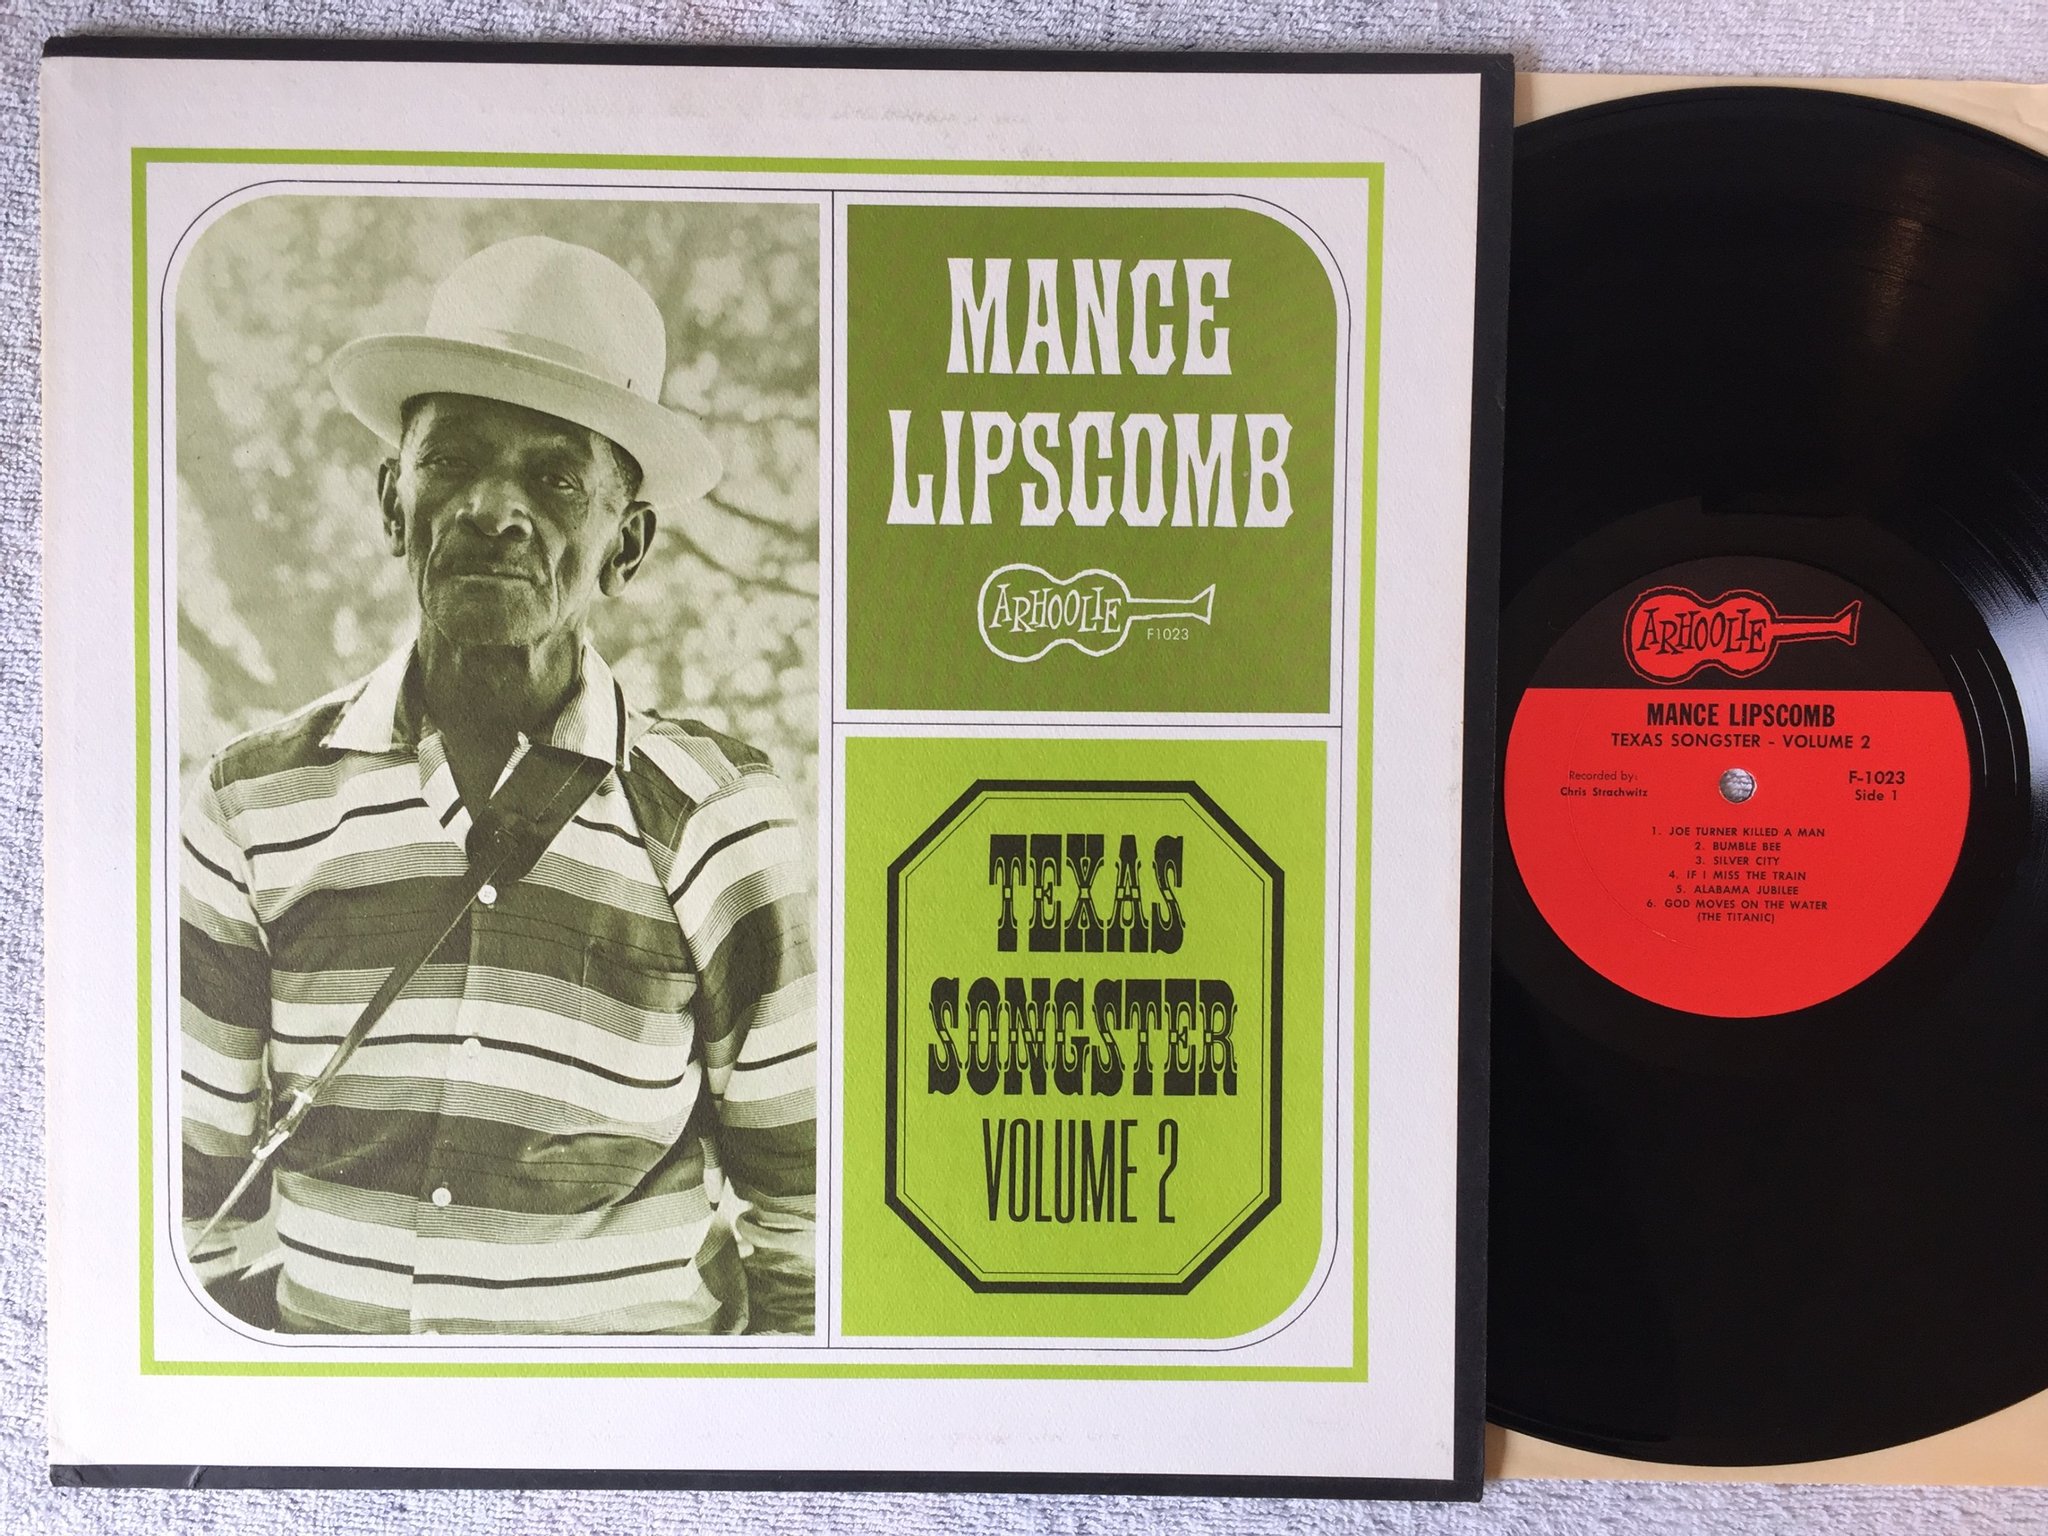 MANCE
LIPSCOMB
ARHOOLIE
F1023
TEXAS
SONGSTER
VOLUME 2
ARHOOLIE
MANCE LIPSCOMB
TEXAS SONGSTER - VOLUME 2
Recorded by:
Chris Strachwitz
F-1023
Side 1
1. JOE TURNER KILLED A MAN
2. BUMBLE BEE
3. SILVER CITY
4. IF I MISS THE TRAIN
5. ALABAMA JUBILEE
6. GOD MOVES ON THE WATER
(THE TITANIC)